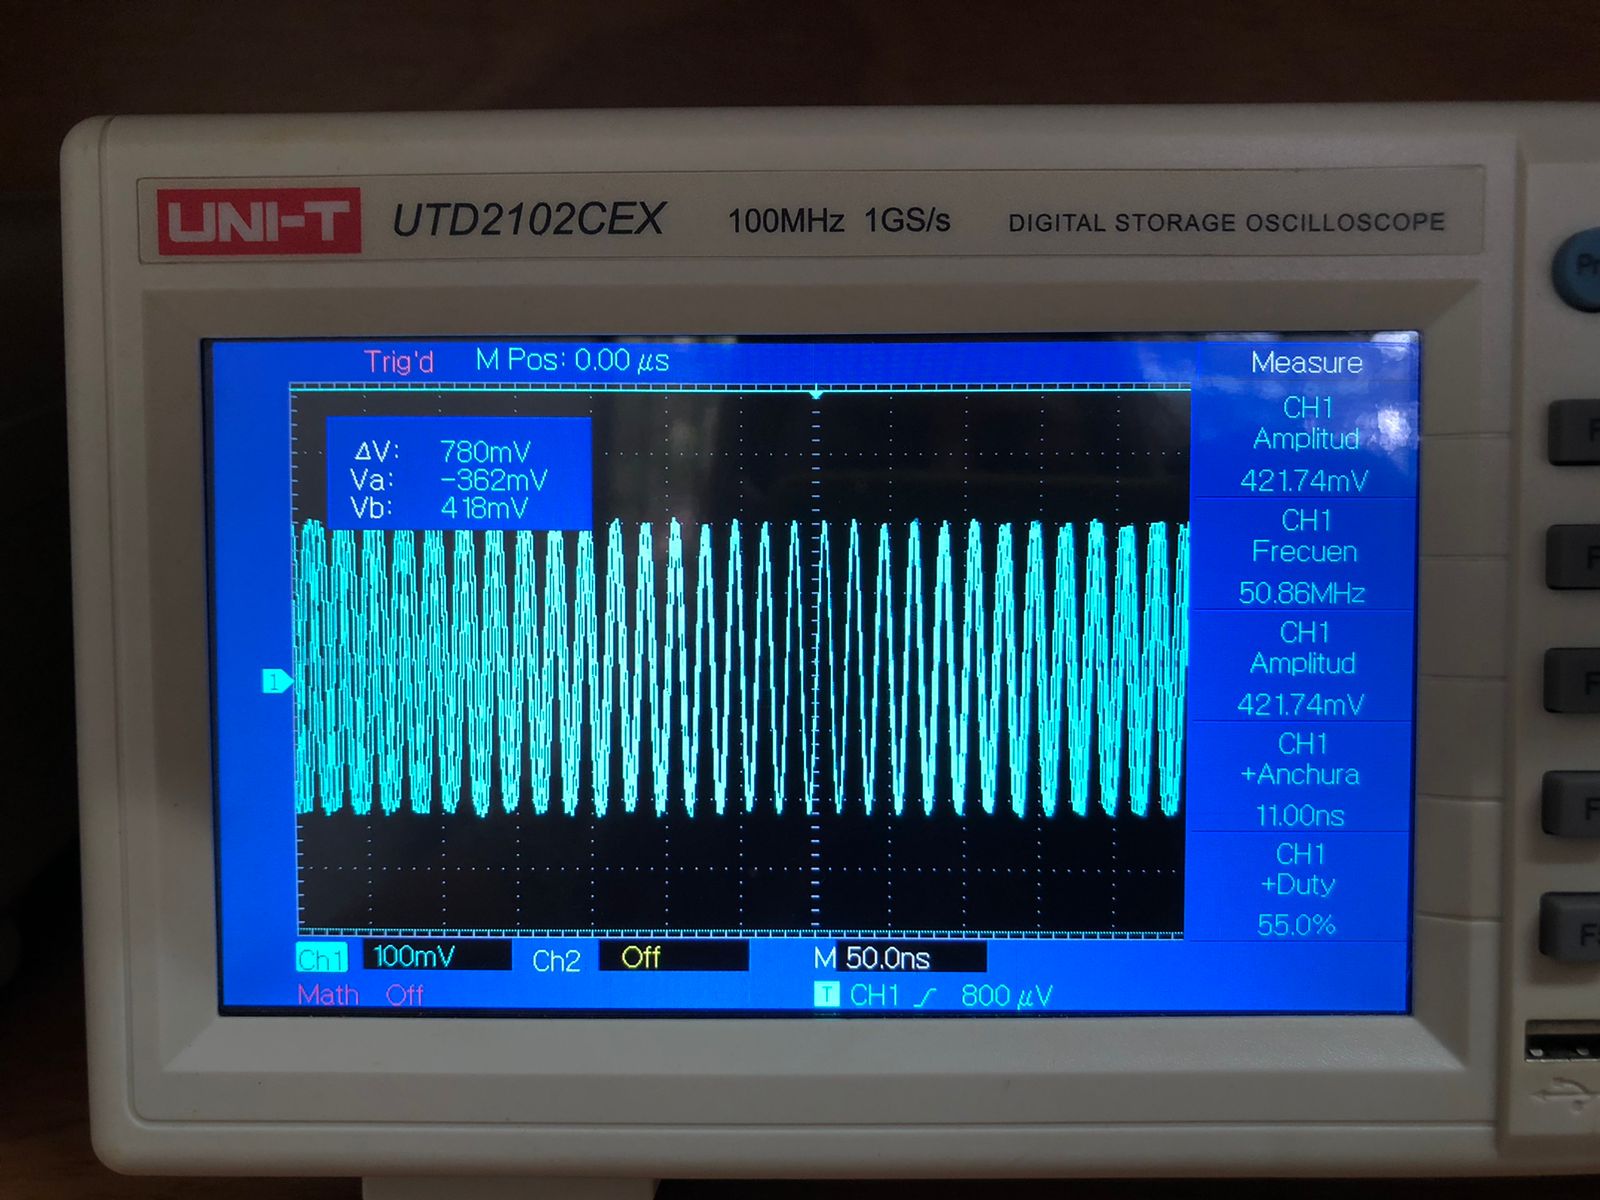 UNI-T UTD2102CEX 100MHz 1GS/s DIGITAL STORAGE OSCILLOSCOPE
Trig'd M Pos: 0.00 μs Measure
ΔV: 780mV
Va: -362mV
Vb: 418mV
CH1
Amplitud
421.74mV
CH1
Frecuen
50.86MHz
CH1
Amplitud
421.74mV
CH1
+Anchura
11.00ns
CH1
+Duty
55.0%
1
Ch1 100mV Ch2 Off M 50.0ns
Math Off T CH1 800 μV